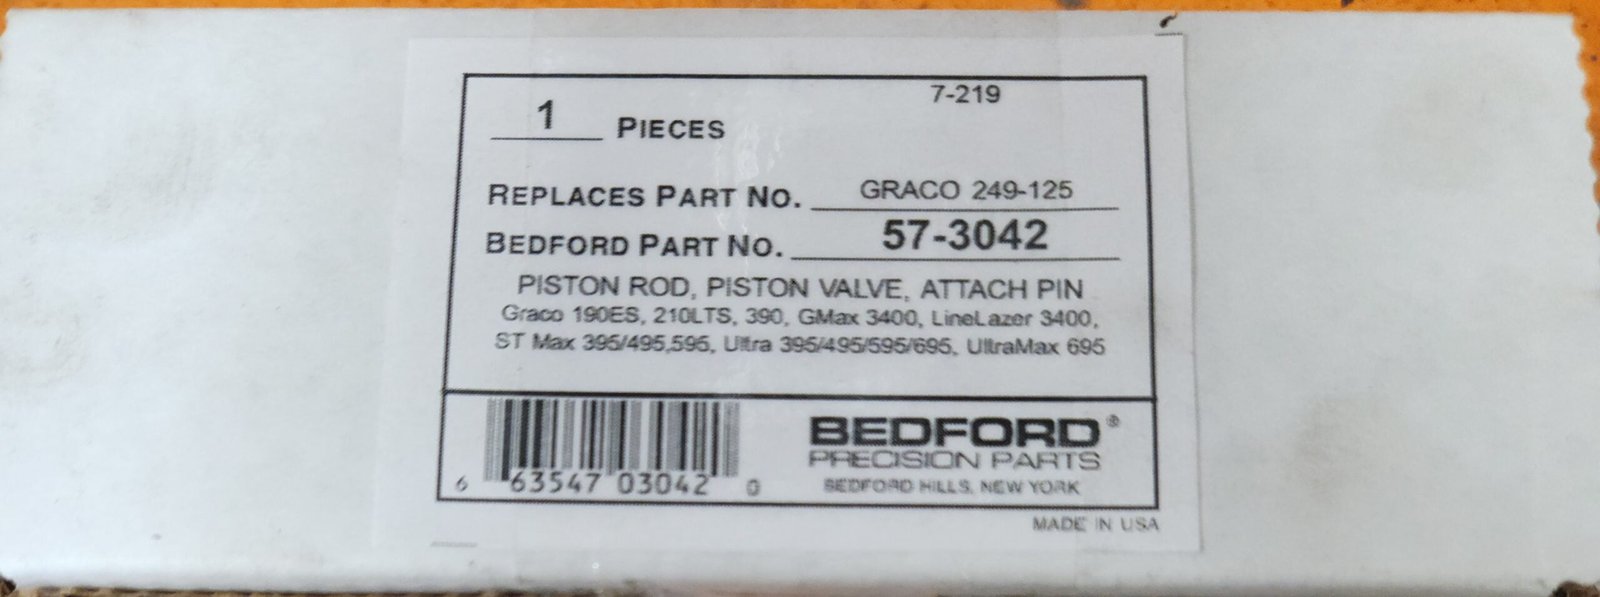 7-219
1 PIECES
REPLACES PART NO. GRACO 249-125
BEDFORD PART NO. 57-3042
PISTON ROD, PISTON VALVE, ATTACH PIN
Graco 190ES, 210LTS, 390, GMax 3400, LineLazer 3400,
ST Max 395/495,595, Ultra 395/495/595/695, UltraMax 695
BEDFORD®
PRECISION PARTS
BEDFORD HILLS, NEW YORK
6 63547 03042 0
MADE IN USA